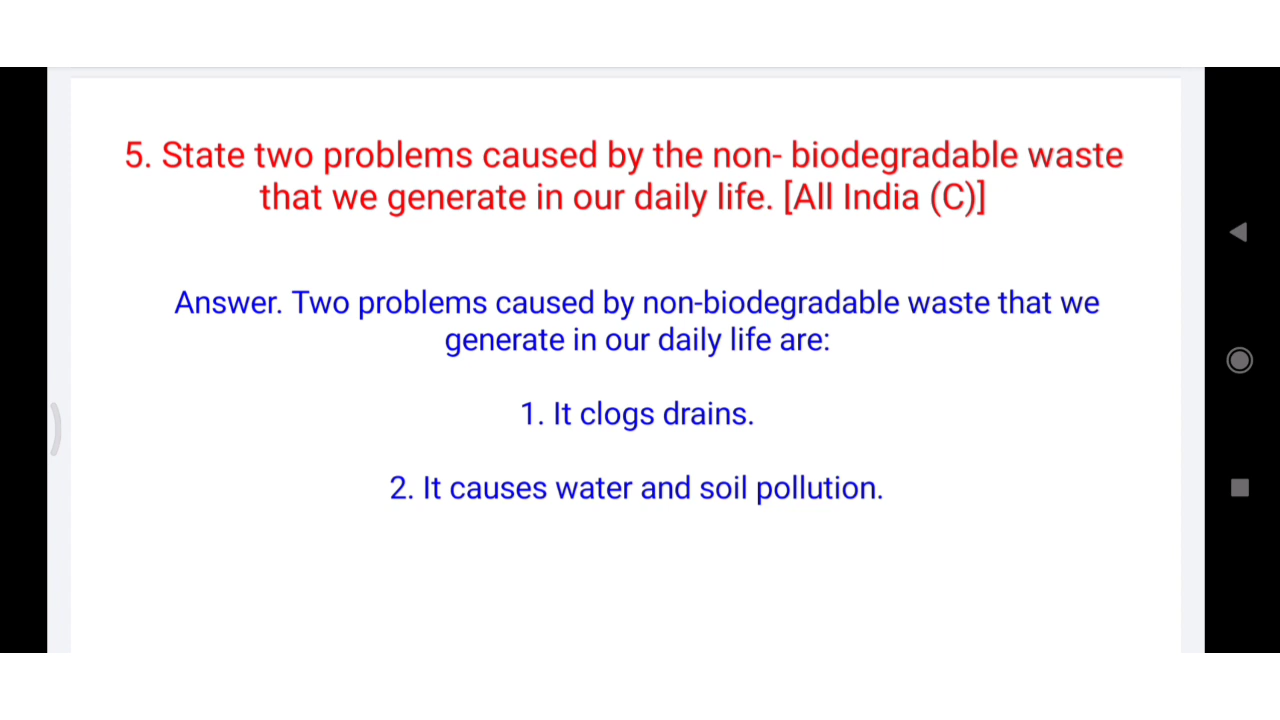 5. State two problems caused by the non- biodegradable waste
that we generate in our daily life. [All India (C)]
Answer. Two problems caused by non-biodegradable waste that we
generate in our daily life are:
1. It clogs drains.
2. It causes water and soil pollution.